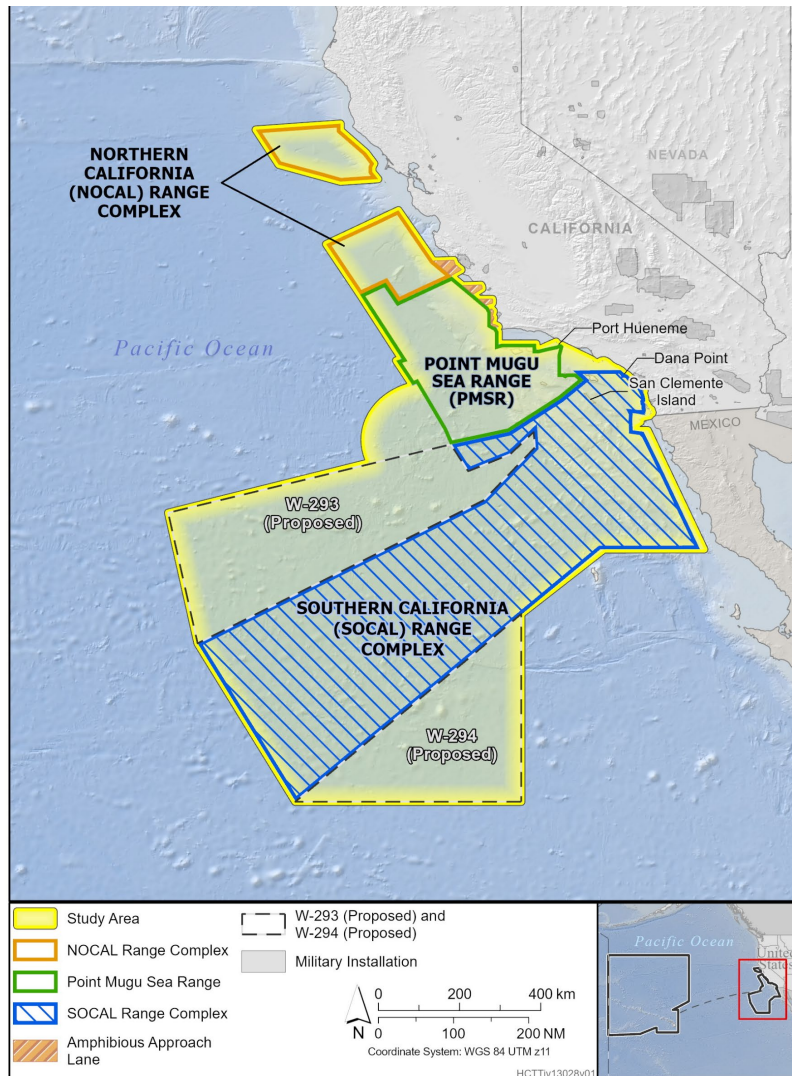 NORTHERN
CALIFORNIA
(NOCAL) RANGE
COMPLEX
NEVADA
CALIFORNIA
Pacific Ocean
Port Hueneme
POINT MUGU
SEA RANGE
(PMSR)
Dana Point
San Clemente
Island
MEXICO
W-293
(Proposed)
SOUTHERN CALIFORNIA
(SOCAL) RANGE
COMPLEX
W-294
(Proposed)
Study Area
NOCAL Range Complex
Point Mugu Sea Range
SOCAL Range Complex
Amphibious Approach
Lane
W-293 (Proposed) and
W-294 (Proposed)
Military Installation
0 200 400 km
0 100 200 NM
N
Coordinate System: WGS 84 UTM z11
HCTTiv13028v01
Pacific Ocean
United
States